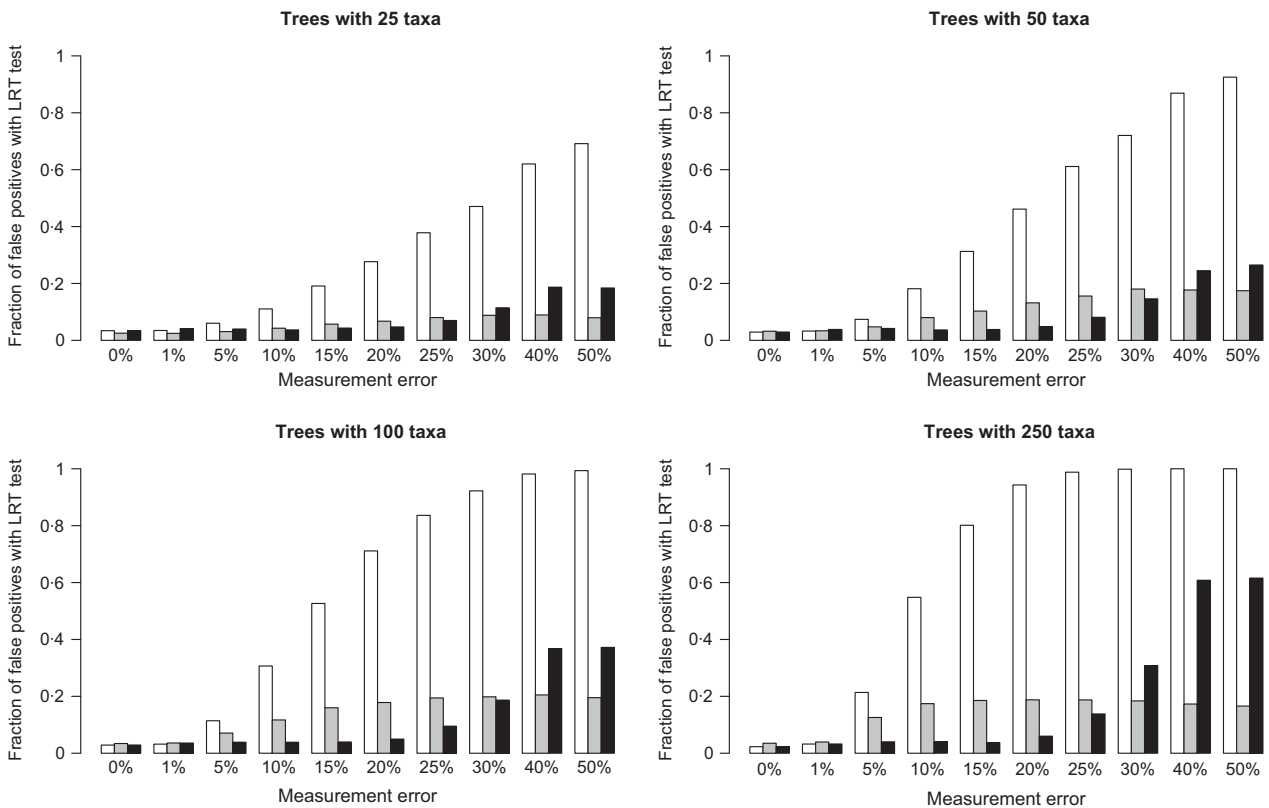 Trees with 25 taxa
Fraction of false positives with LRT test
1
0·8
0·6
0·4
0·2
0
0% 1% 5% 10% 15% 20% 25% 30% 40% 50%
Measurement error
Trees with 50 taxa
Fraction of false positives with LRT test
1
0·8
0·6
0·4
0·2
0
0% 1% 5% 10% 15% 20% 25% 30% 40% 50%
Measurement error
Trees with 100 taxa
Fraction of false positives with LRT test
1
0·8
0·6
0·4
0·2
0
0% 1% 5% 10% 15% 20% 25% 30% 40% 50%
Measurement error
Trees with 250 taxa
Fraction of false positives with LRT test
1
0·8
0·6
0·4
0·2
0
0% 1% 5% 10% 15% 20% 25% 30% 40% 50%
Measurement error